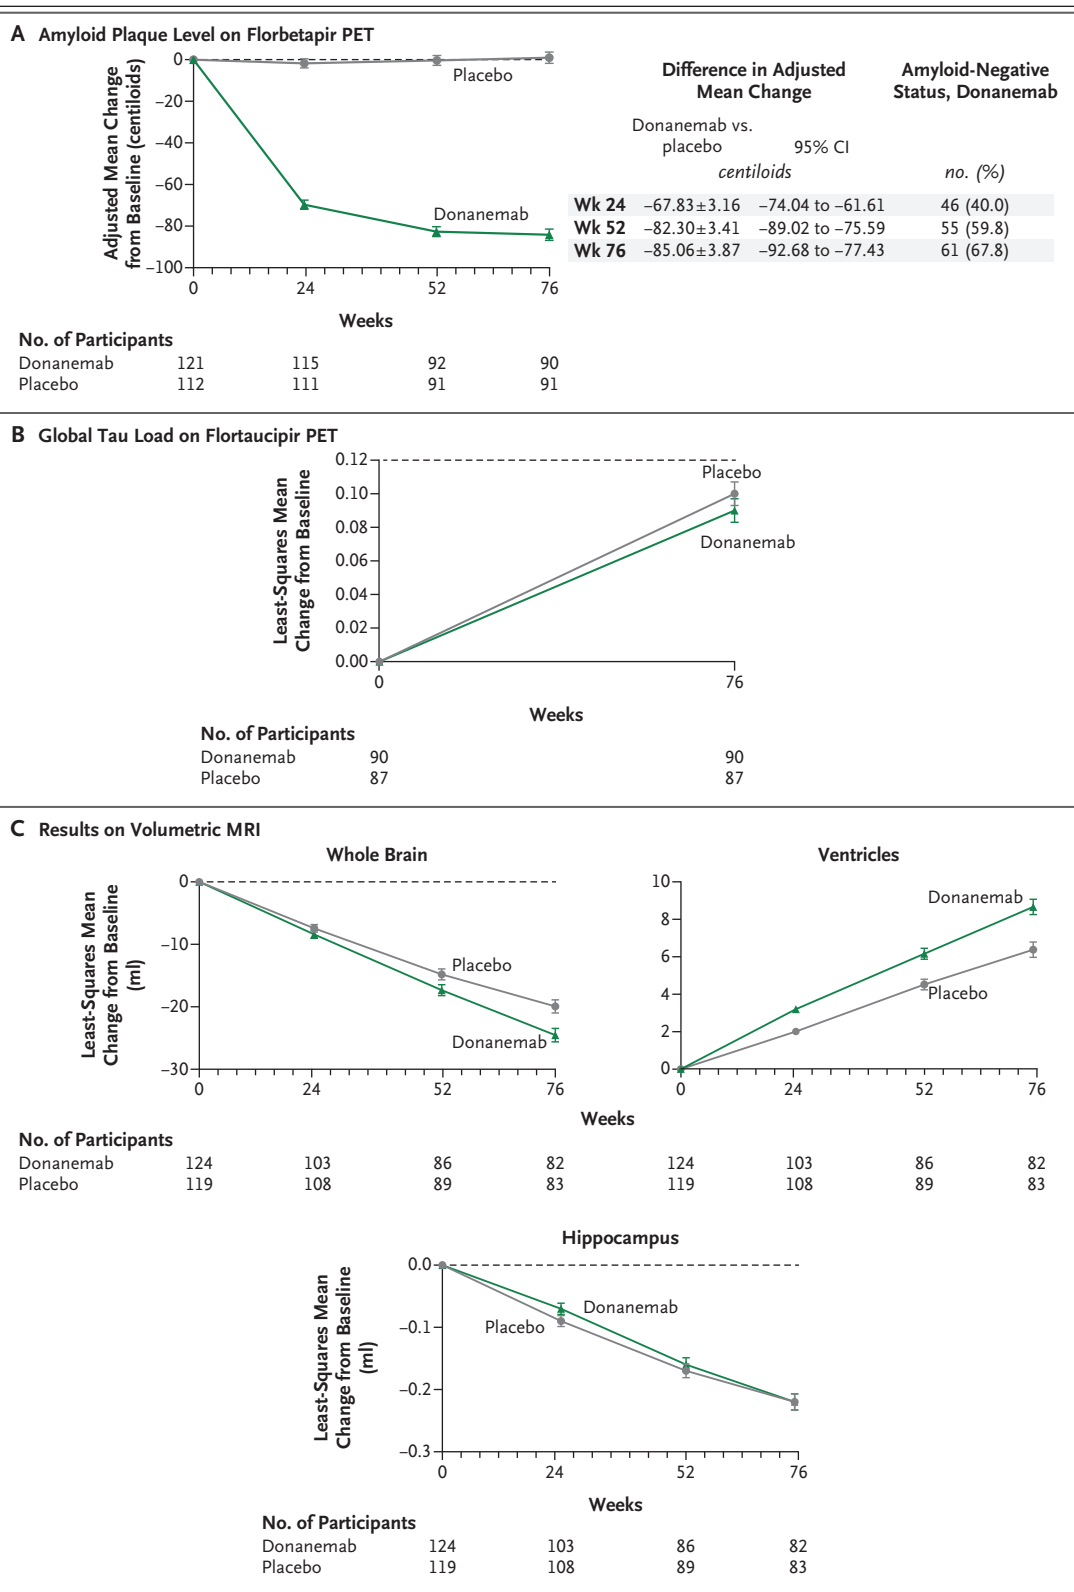 A Amyloid Plaque Level on Florbetapir PET
Adjusted Mean Change
from Baseline (centiloids)
0
–20
–40
–60
–80
–100
Placebo
Donanemab
0 24 52 76
Weeks
Difference in Adjusted
Mean Change
Amyloid-Negative
Status, Donanemab
Donanemab vs.
placebo
95% CI
centiloids
no. (%)
Wk 24 –67.83±3.16 –74.04 to –61.61 46 (40.0)
Wk 52 –82.30±3.41 –89.02 to –75.59 55 (59.8)
Wk 76 –85.06±3.87 –92.68 to –77.43 61 (67.8)
No. of Participants
Donanemab 121 115 92 90
Placebo 112 111 91 91
B Global Tau Load on Flortaucipir PET
Least-Squares Mean
Change from Baseline
0.12
0.10
0.08
0.06
0.04
0.02
0.00
Placebo
Donanemab
0 76
Weeks
No. of Participants
Donanemab 90 90
Placebo 87 87
C Results on Volumetric MRI
Whole Brain
Least-Squares Mean
Change from Baseline
(ml)
0
–10
–20
–30
Placebo
Donanemab
0 24 52 76
Ventricles
10
8
6
4
2
0
Donanemab
Placebo
0 24 52 76
Weeks
No. of Participants
Donanemab 124 103 86 82 124 103 86 82
Placebo 119 108 89 83 119 108 89 83
Hippocampus
Least-Squares Mean
Change from Baseline
(ml)
0.0
–0.1
–0.2
–0.3
Donanemab
Placebo
0 24 52 76
Weeks
No. of Participants
Donanemab 124 103 86 82
Placebo 119 108 89 83